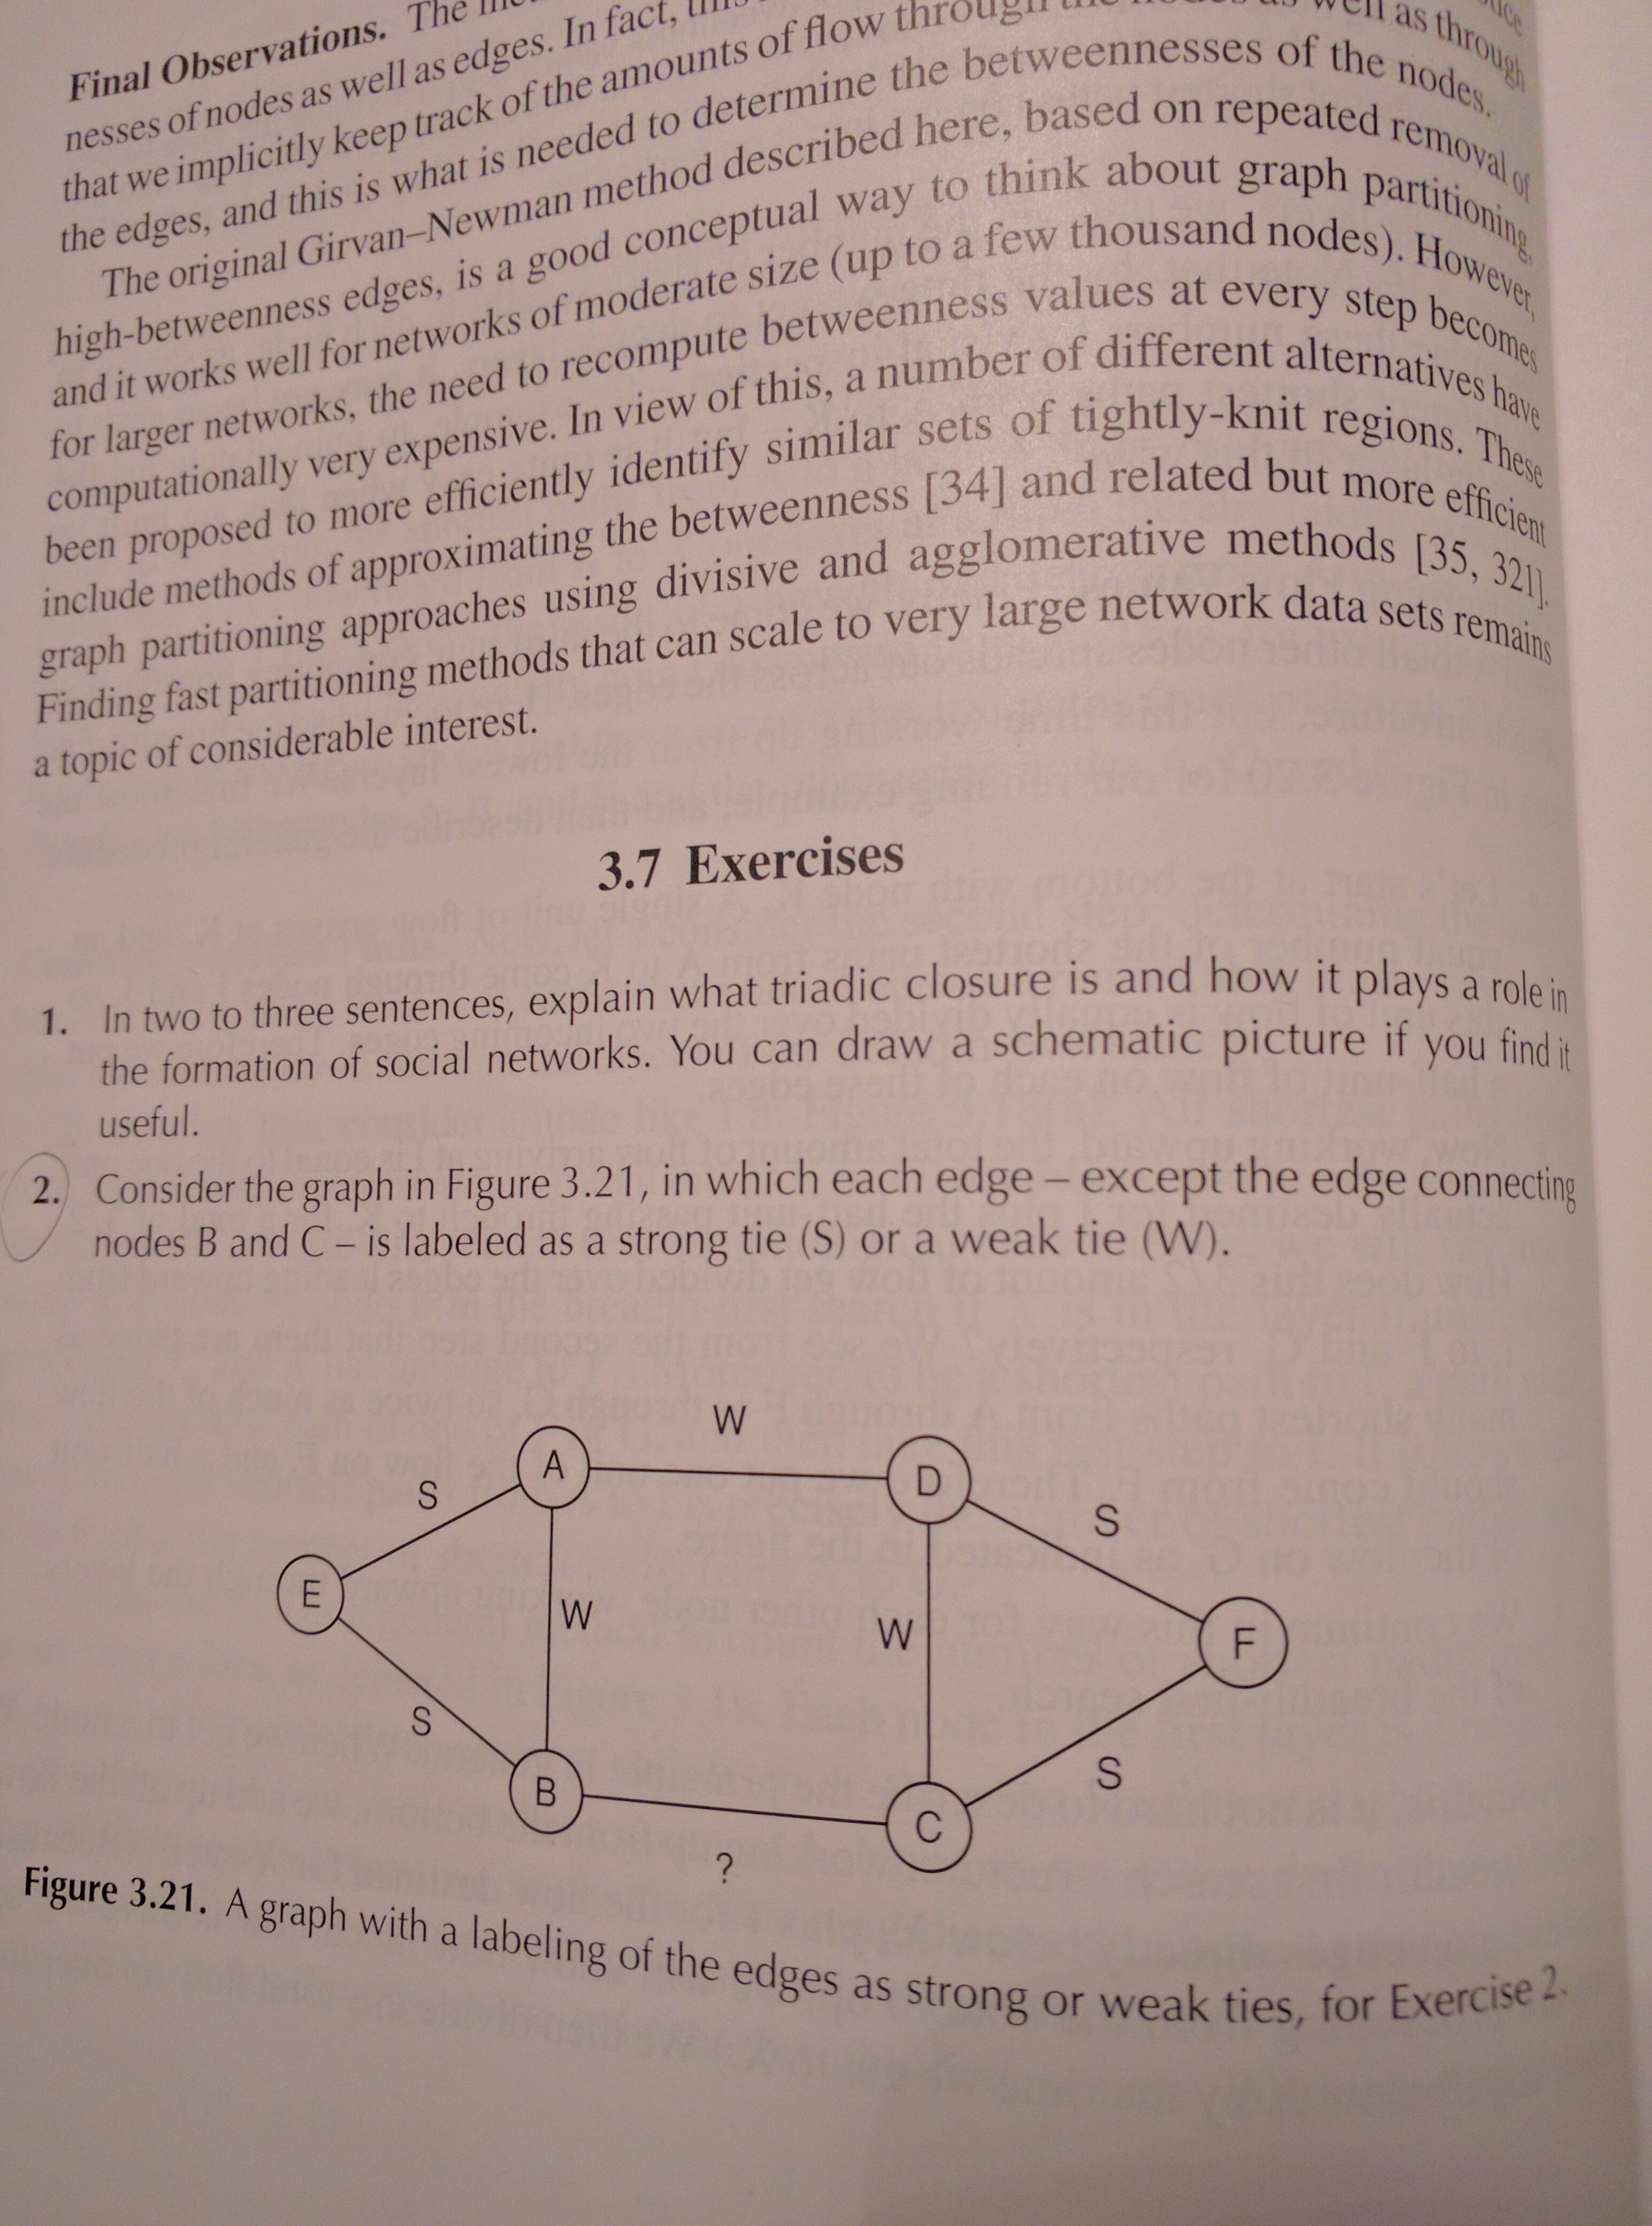 Final Observations. The
nesses of nodes as well as edges. In fact,
that we implicitly keep track of the amounts of flow through the nodes as well as through
the edges, and this is what is needed to determine the betweennesses of the nodes.
The original Girvan–Newman method described here, based on repeated removal of
high-betweenness edges, is a good conceptual way to think about graph partitioning,
and it works well for networks of moderate size (up to a few thousand nodes). However,
for larger networks, the need to recompute betweenness values at every step becomes
computationally very expensive. In view of this, a number of different alternatives have
been proposed to more efficiently identify similar sets of tightly-knit regions. These
include methods of approximating the betweenness [34] and related but more efficient
graph partitioning approaches using divisive and agglomerative methods [35, 321].
Finding fast partitioning methods that can scale to very large network data sets remains
a topic of considerable interest.
3.7 Exercises
1. In two to three sentences, explain what triadic closure is and how it plays a role in
the formation of social networks. You can draw a schematic picture if you find it
useful.
2. Consider the graph in Figure 3.21, in which each edge – except the edge connecting
nodes B and C – is labeled as a strong tie (S) or a weak tie (W).
W
A
D
S
S
E
W
W
F
S
S
B
C
?
Figure 3.21. A graph with a labeling of the edges as strong or weak ties, for Exercise 2.